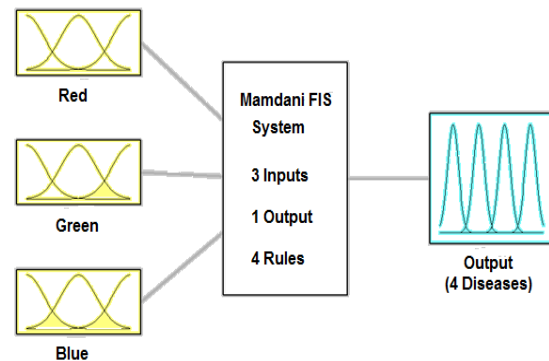 Red
Green
Blue
Mamdani FIS
System
3 Inputs
1 Output
4 Rules
Output
(4 Diseases)